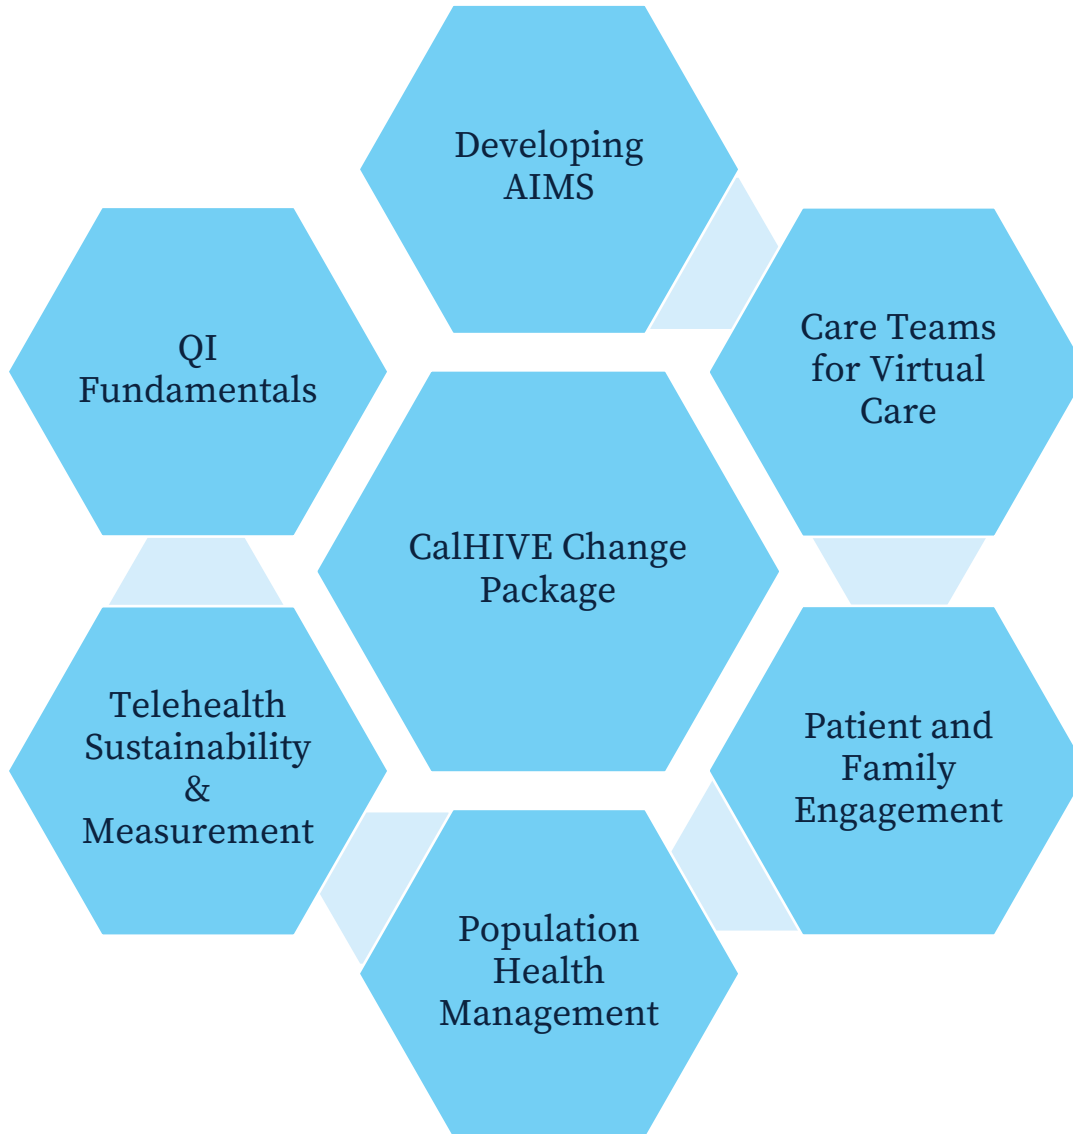 Developing
AIMS
Care Teams
for Virtual
Care
Patient and
Family
Engagement
Population
Health
Management
Telehealth
Sustainability
&
Measurement
QI
Fundamentals
CalHIVE Change
Package